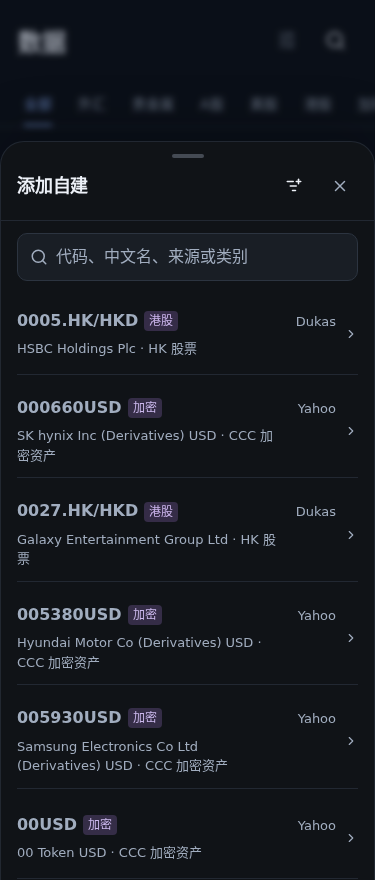 数据
添加自建
代码、中文名、来源或类别
0005.HK/HKD 港股 Dukas
HSBC Holdings Plc · HK 股票
000660USD 加密 Yahoo
SK hynix Inc (Derivatives) USD · CCC 加
密资产
0027.HK/HKD 港股 Dukas
Galaxy Entertainment Group Ltd · HK 股
票
005380USD 加密 Yahoo
Hyundai Motor Co (Derivatives) USD ·
CCC 加密资产
005930USD 加密 Yahoo
Samsung Electronics Co Ltd
(Derivatives) USD · CCC 加密资产
00USD 加密 Yahoo
00 Token USD · CCC 加密资产